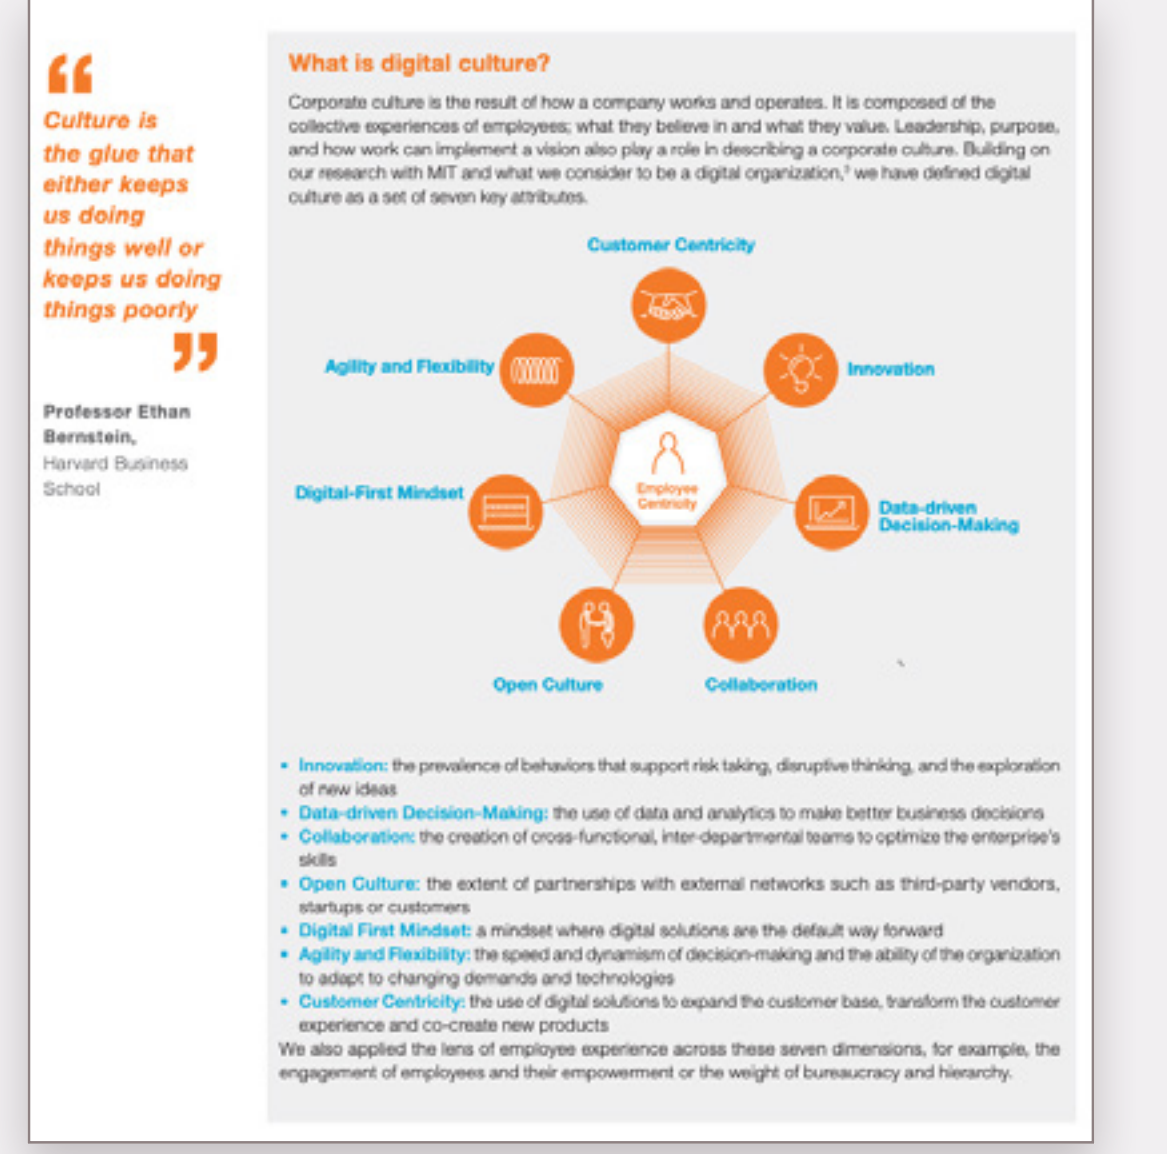 “
Culture is
the glue that
either keeps
us doing
things well or
keeps us doing
things poorly
”
Professor Ethan
Bernstein,
Harvard Business
School
What is digital culture?
Corporate culture is the result of how a company works and operates. It is composed of the
collective experiences of employees; what they believe in and what they value. Leadership, purpose,
and how work can implement a vision also play a role in describing a corporate culture. Building on
our research with MIT and what we consider to be a digital organization,³ we have defined digital
culture as a set of seven key attributes.
Customer Centricity
Agility and Flexibility
Innovation
Employee
Centricity
Digital-First Mindset
Data-driven
Decision-Making
Open Culture
Collaboration
• Innovation: the prevalence of behaviors that support risk taking, disruptive thinking, and the exploration
of new ideas
• Data-driven Decision-Making: the use of data and analytics to make better business decisions
• Collaboration: the creation of cross-functional, inter-departmental teams to optimize the enterprise's
skills
• Open Culture: the extent of partnerships with external networks such as third-party vendors,
startups or customers
• Digital First Mindset: a mindset where digital solutions are the default way forward
• Agility and Flexibility: the speed and dynamism of decision-making and the ability of the organization
to adapt to changing demands and technologies
• Customer Centricity: the use of digital solutions to expand the customer base, transform the customer
experience and co-create new products
We also applied the lens of employee experience across these seven dimensions, for example, the
engagement of employees and their empowerment or the weight of bureaucracy and hierarchy.